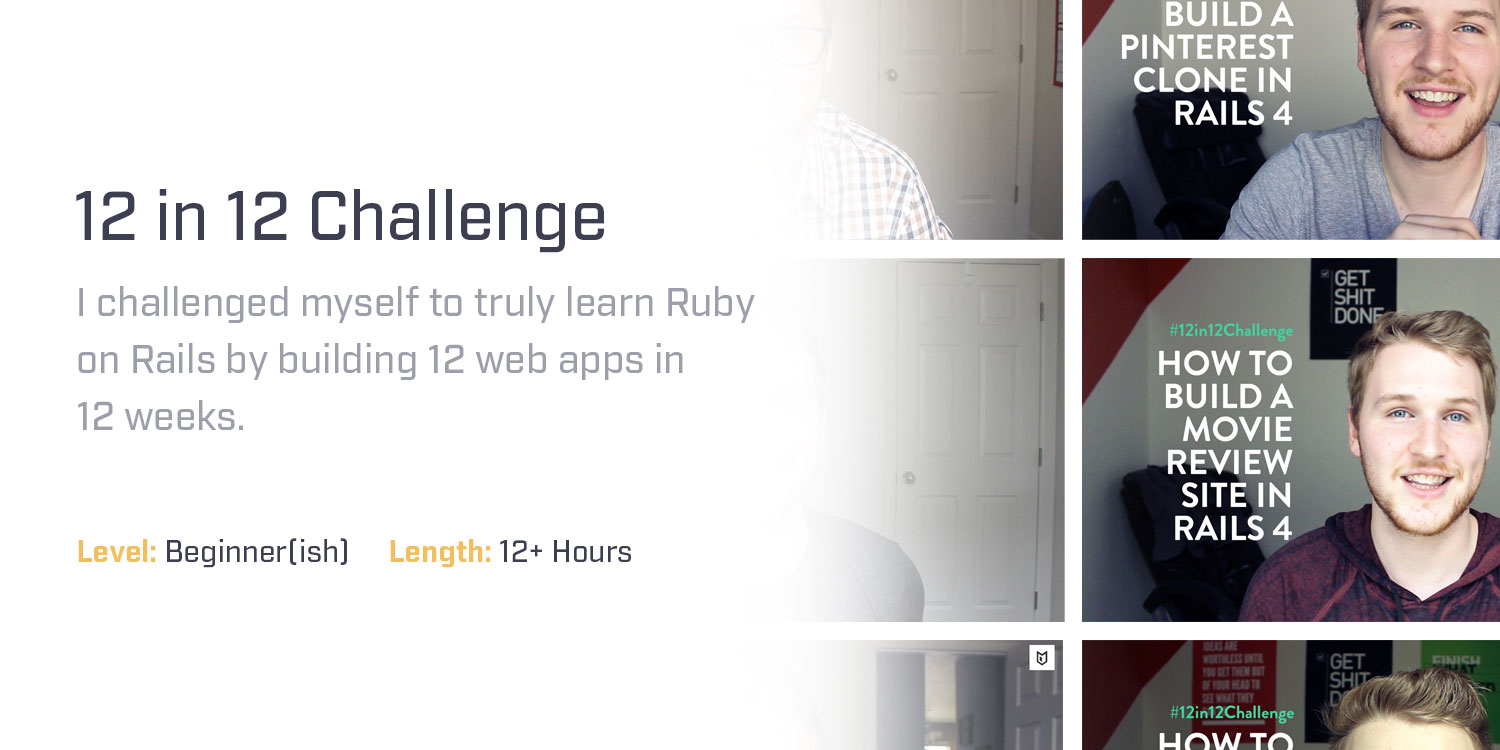 12 in 12 Challenge
I challenged myself to truly learn Ruby
on Rails by building 12 web apps in
12 weeks.
Level: Beginner(ish) Length: 12+ Hours
BUILD A
PINTEREST
CLONE IN
RAILS 4
GET
SHIT
DONE
#12in12Challenge
HOW TO
BUILD A
MOVIE
REVIEW
SITE IN
RAILS 4
IDEAS ARE
WORTHLESS UNTIL
YOU GET THEM OUT
OF YOUR HEAD TO
SEE WHAT THEY
GET
SHIT
FINISH
#12in12Challenge
HOW TO